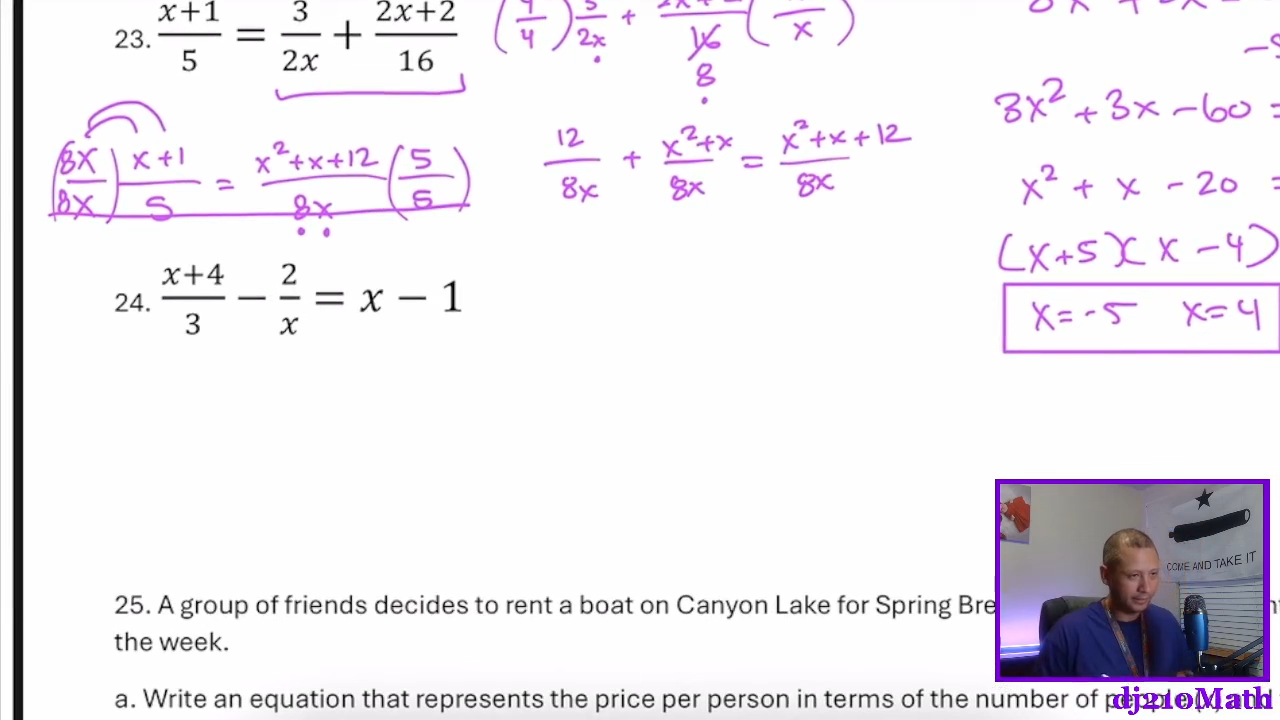 23. x+1/5 = 3/2x + 2x+2/16 (4/4) 3/2x + /16 ( /x) 8
3x² + 3x - 60 =
(8x/8x) x+1/5 = x²+x+12/8x (5/5)
12/8x + x²+x/8x = x²+x+12/8x
x² + x - 20 =
(x+5)(x-4)
x=-5 x=4
24. x+4/3 − 2/x = x − 1
COME AND TAKE IT
25. A group of friends decides to rent a boat on Canyon Lake for Spring Bre
the week.
a. Write an equation that represents the price per person in terms of the number of
dj210Math